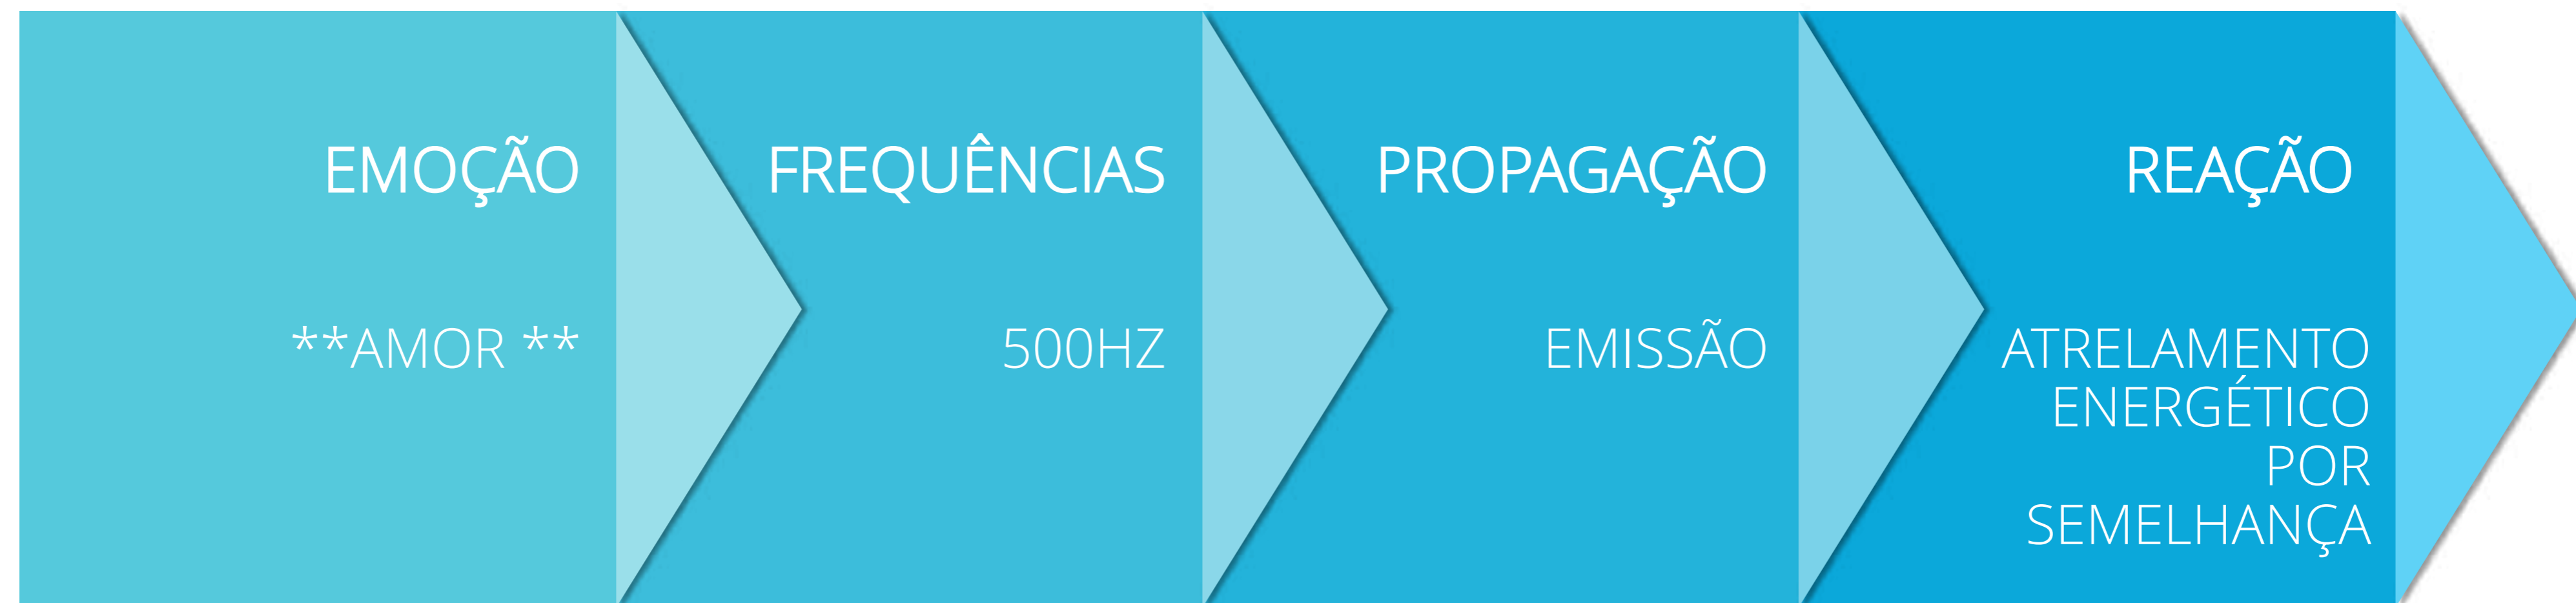 EMOÇÃO
**AMOR **
FREQUÊNCIAS
500HZ
PROPAGAÇÃO
EMISSÃO
REAÇÃO
ATRELAMENTO
ENERGÉTICO
POR
SEMELHANÇA